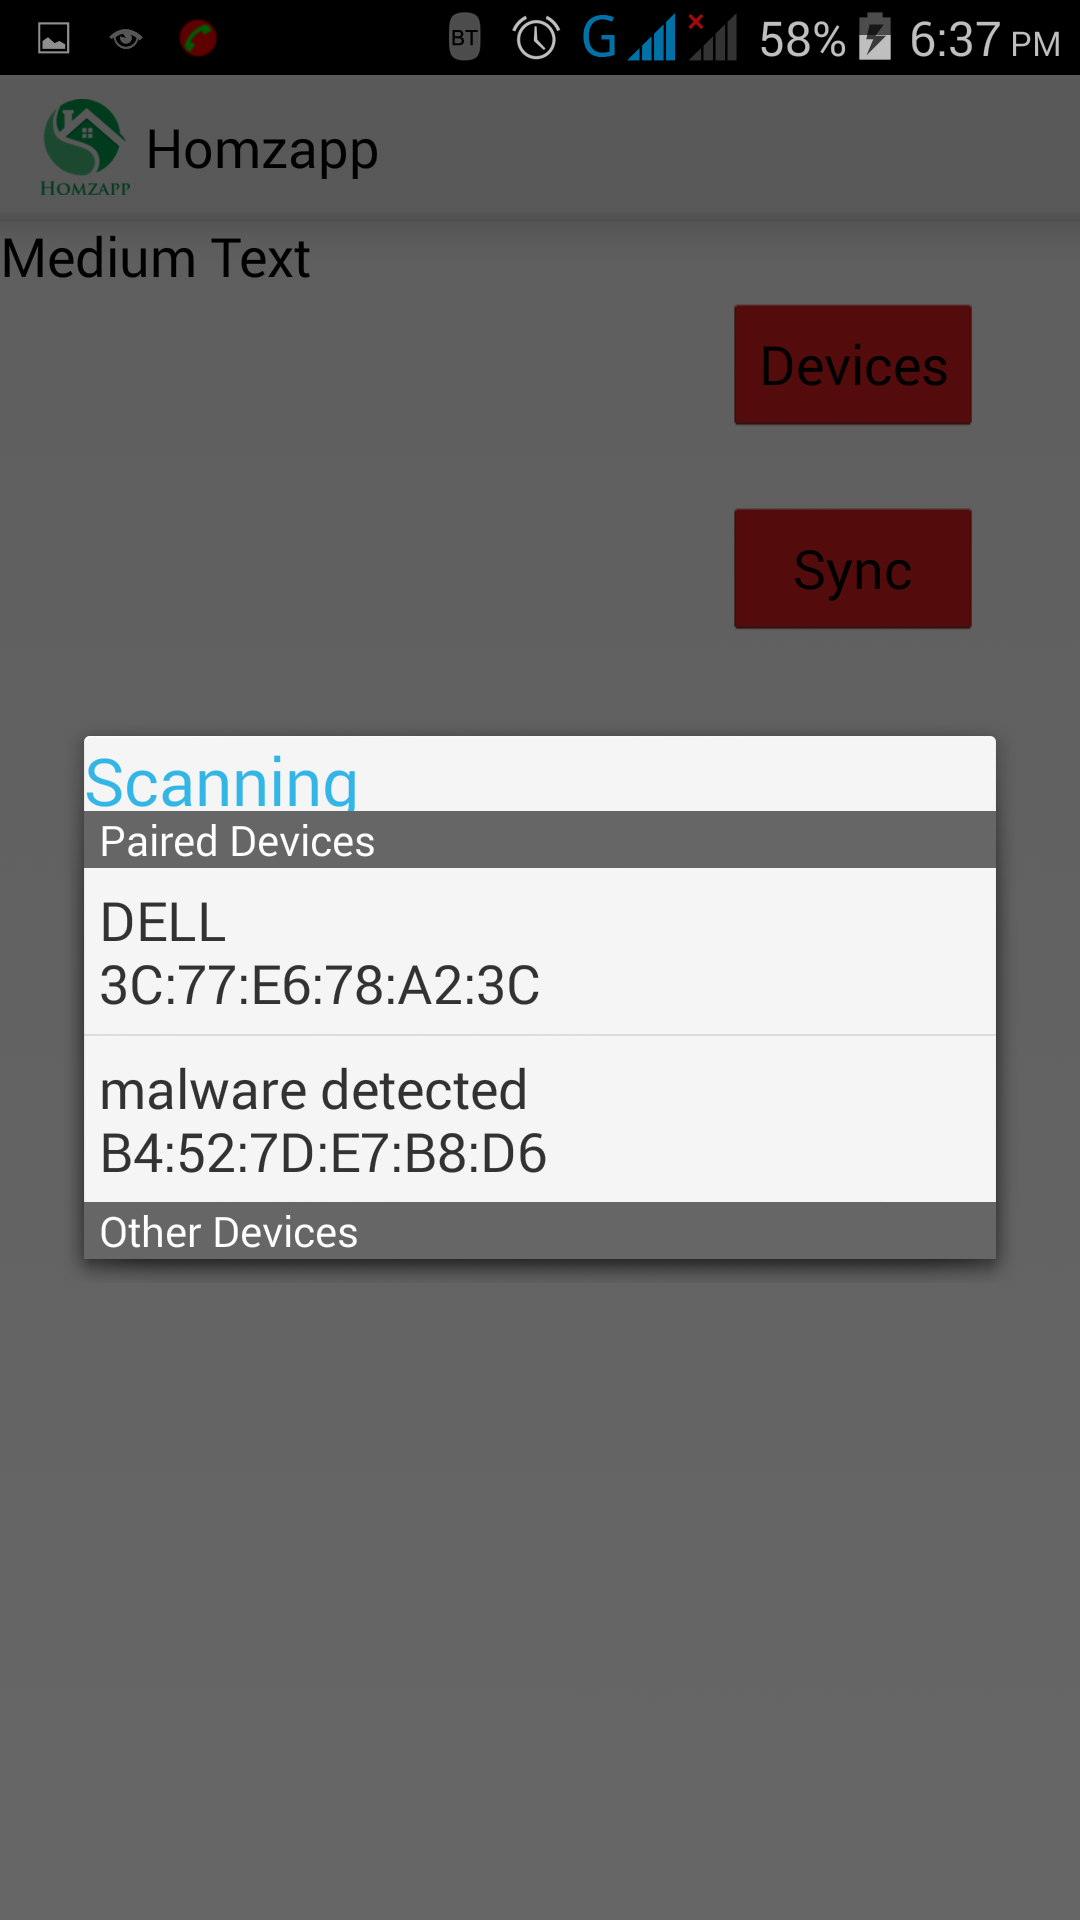 BT G 58% 6:37 PM
HOMZAPP Homzapp
Medium Text
Devices
Sync
Scanning
Paired Devices
DELL
3C:77:E6:78:A2:3C
malware detected
B4:52:7D:E7:B8:D6
Other Devices